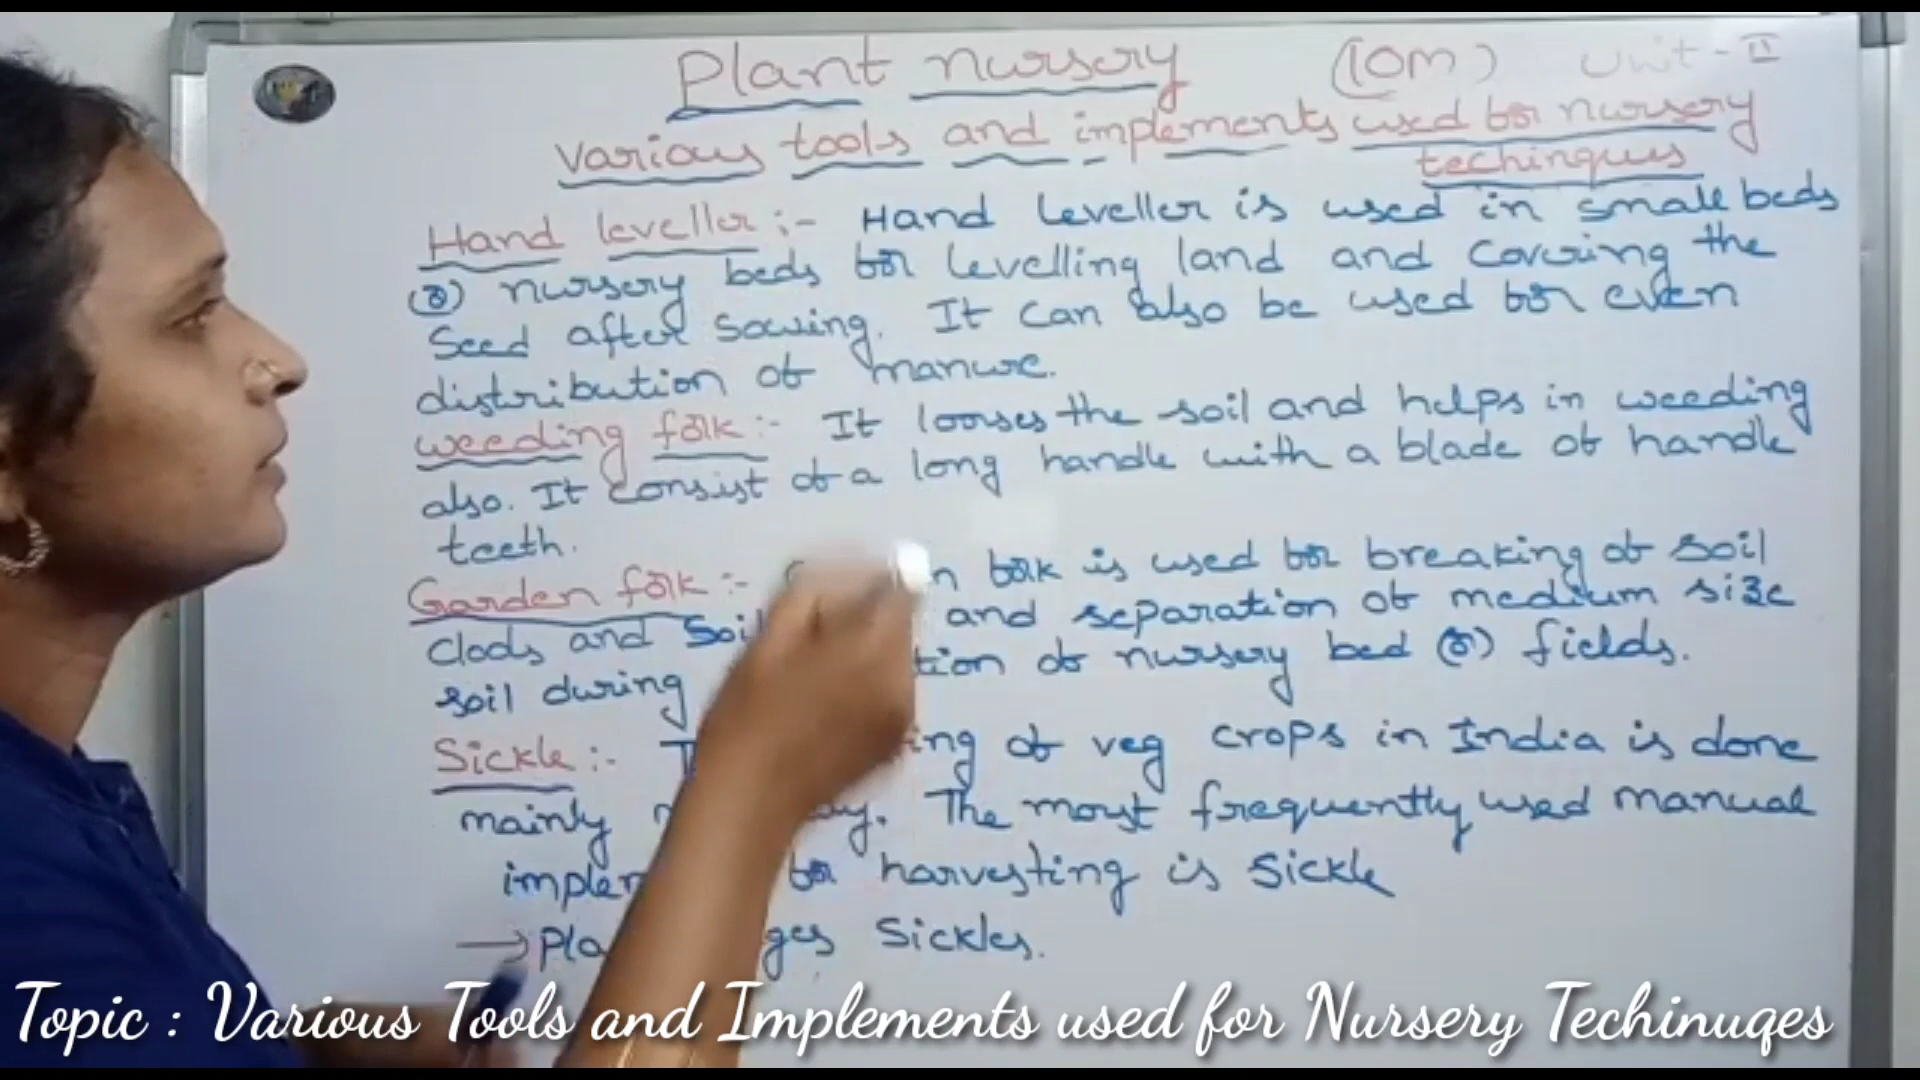 Plant nursery (10M) Unit-II
Various tools and implements used for nursery
techinques
Hand leveller :- Hand leveller is used in small beds
(or) nursery beds for levelling land and covering the
seed after sowing. It can also be used for even
distribution of manure.
weeding fork :- It looses the soil and helps in weeding
also. It consist of a long handle with a blade of handle
teeth.
Garden fork :- fork is used for breaking of soil
clods and soil and separation of medium size
soil during of nursery bed (or) fields.
Sickle :- of veg crops in India is done
mainly The most frequently used manual
for harvesting is Sickle
→ Sickles.
Topic : Various Tools and Implements used for Nursery Techinuqes